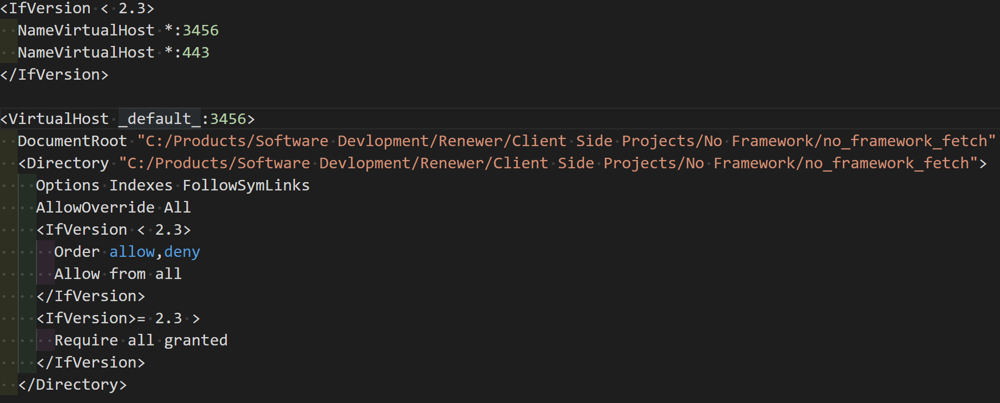 <IfVersion < 2.3>
NameVirtualHost *:3456
NameVirtualHost *:443
</IfVersion>
<VirtualHost _default_:3456>
DocumentRoot "C:/Products/Software Devlopment/Renewer/Client Side Projects/No Framework/no_framework_fetch"
<Directory "C:/Products/Software Devlopment/Renewer/Client Side Projects/No Framework/no_framework_fetch">
Options Indexes FollowSymLinks
AllowOverride All
<IfVersion < 2.3>
Order allow,deny
Allow from all
</IfVersion>
<IfVersion>= 2.3 >
Require all granted
</IfVersion>
</Directory>